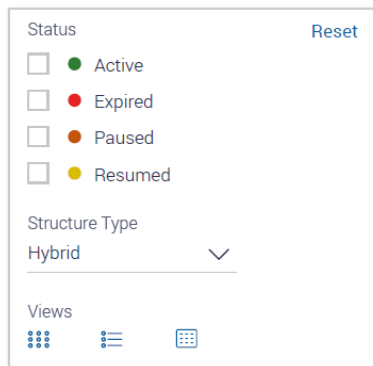 Status Reset
Active
Expired
Paused
Resumed
Structure Type
Hybrid
Views